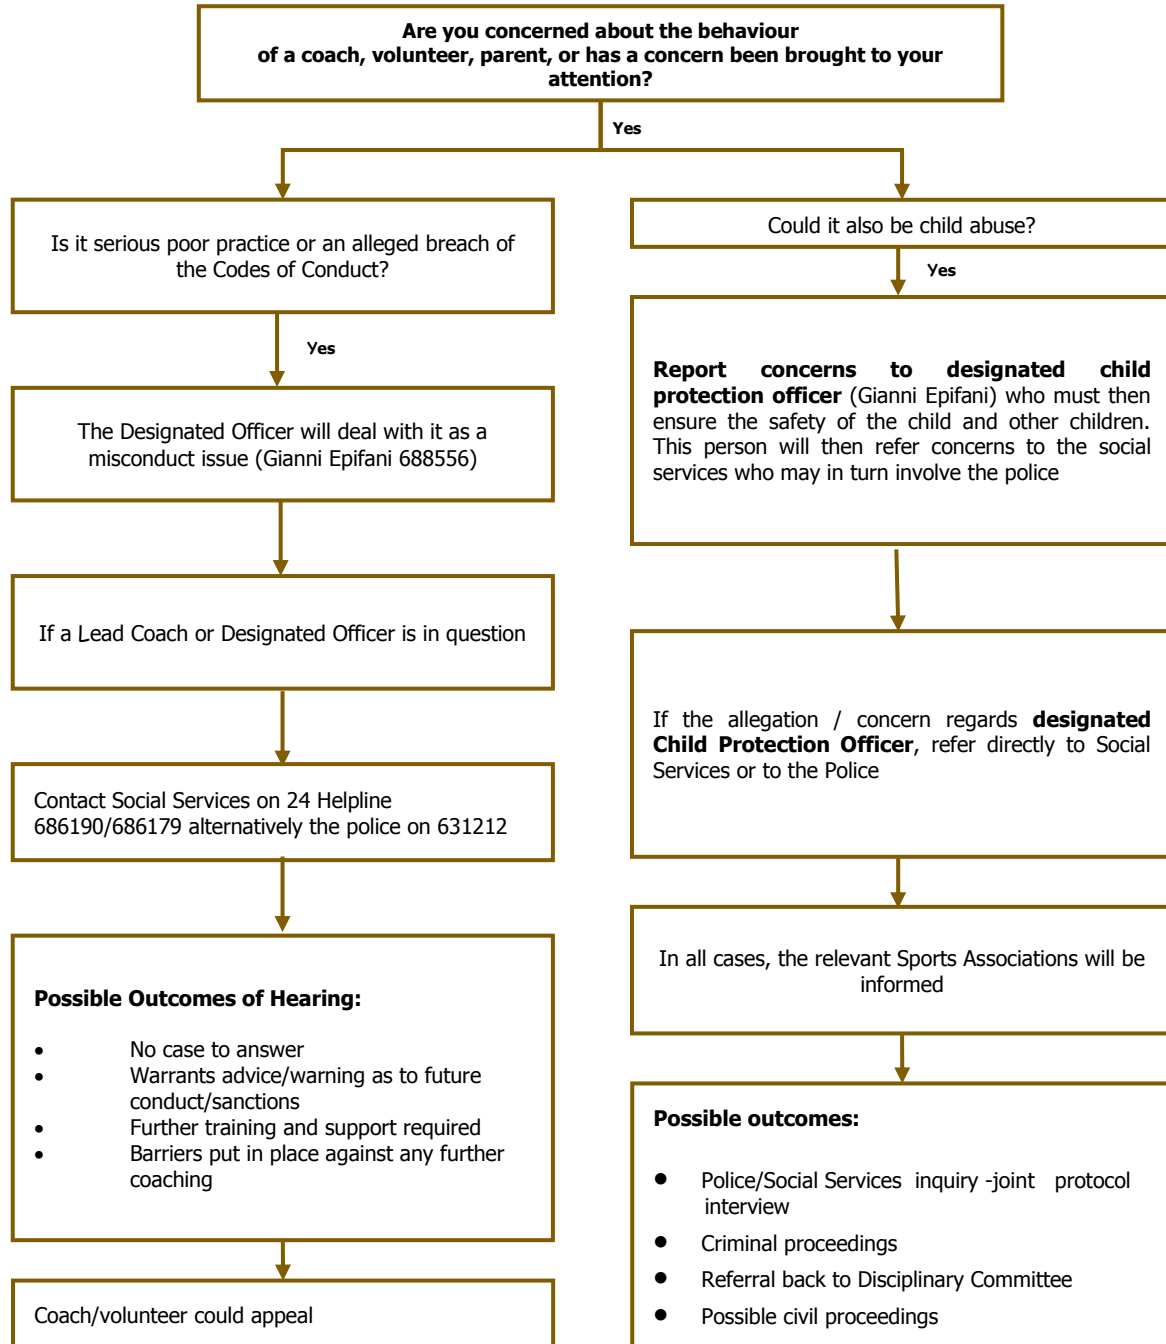 Are you concerned about the behaviour
of a coach, volunteer, parent, or has a concern been brought to your
attention?
Yes
Is it serious poor practice or an alleged breach of
the Codes of Conduct?
Yes
The Designated Officer will deal with it as a
misconduct issue (Gianni Epifani 688556)
If a Lead Coach or Designated Officer is in question
Contact Social Services on 24 Helpline
686190/686179 alternatively the police on 631212
Possible Outcomes of Hearing:
• No case to answer
• Warrants advice/warning as to future
conduct/sanctions
• Further training and support required
• Barriers put in place against any further
coaching
Coach/volunteer could appeal
Could it also be child abuse?
Yes
Report concerns to designated child
protection officer (Gianni Epifani) who must then
ensure the safety of the child and other children.
This person will then refer concerns to the social
services who may in turn involve the police
If the allegation / concern regards designated
Child Protection Officer, refer directly to Social
Services or to the Police
In all cases, the relevant Sports Associations will be
informed
Possible outcomes:
● Police/Social Services inquiry -joint protocol
interview
● Criminal proceedings
● Referral back to Disciplinary Committee
● Possible civil proceedings